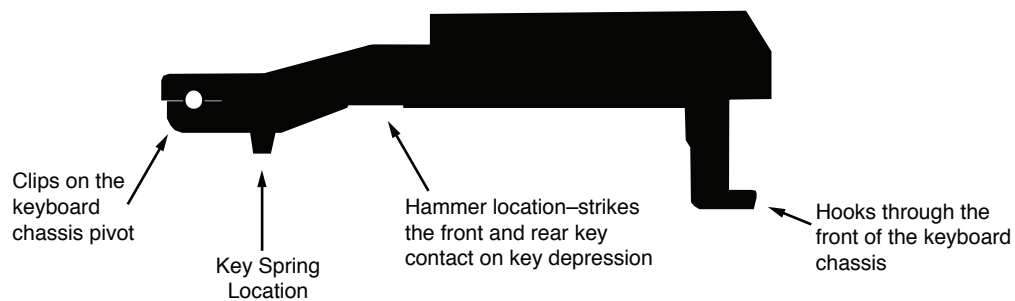 Clips on the
keyboard
chassis pivot
Key Spring
Location
Hammer location–strikes
the front and rear key
contact on key depression
Hooks through the
front of the keyboard
chassis